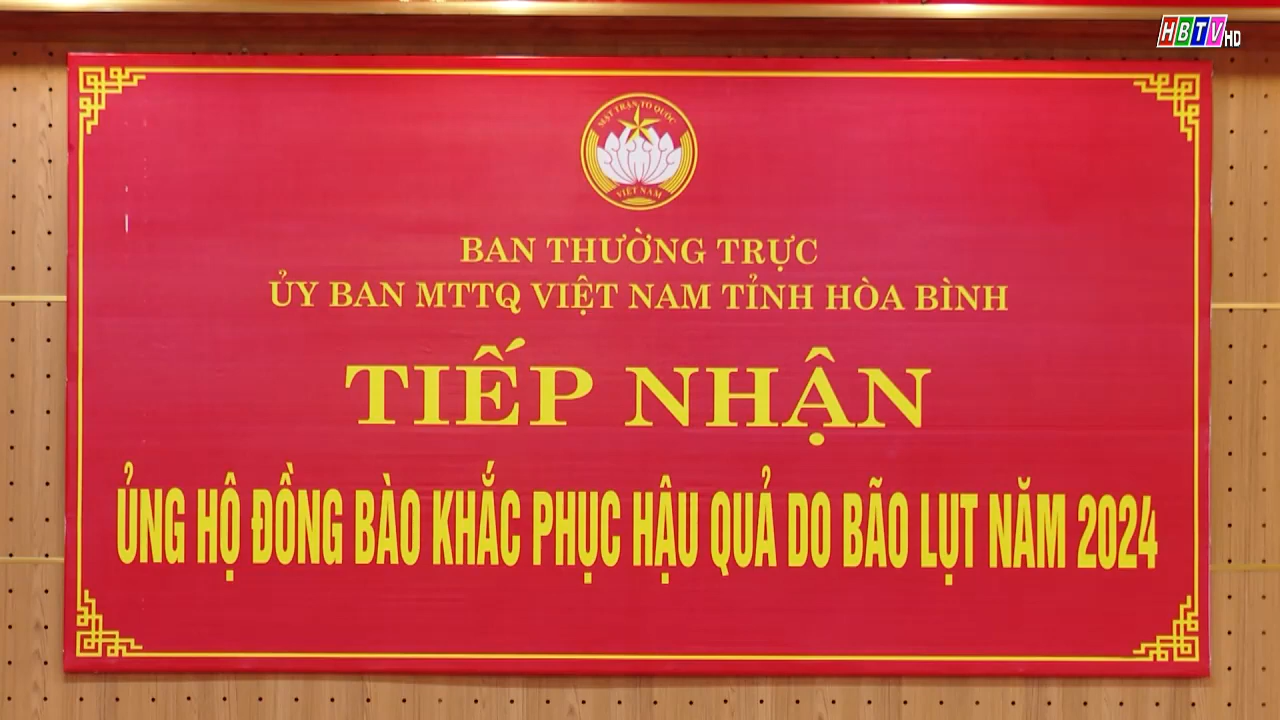 HBTV HD
MẶT TRẬN TỔ QUỐC
VIỆT NAM
BAN THƯỜNG TRỰC
ỦY BAN MTTQ VIỆT NAM TỈNH HÒA BÌNH
TIẾP NHẬN
ỦNG HỘ ĐỒNG BÀO KHẮC PHỤC HẬU QUẢ DO BÃO LỤT NĂM 2024